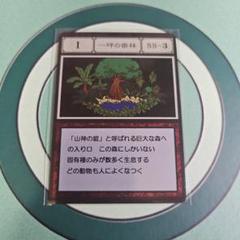 1
一坪の密林
SS-3
「山神の庭」と呼ばれる巨大な森へ
の入り口 この森にしかいない
固有種のみが数多く生息する
どの動物も人によくなつく